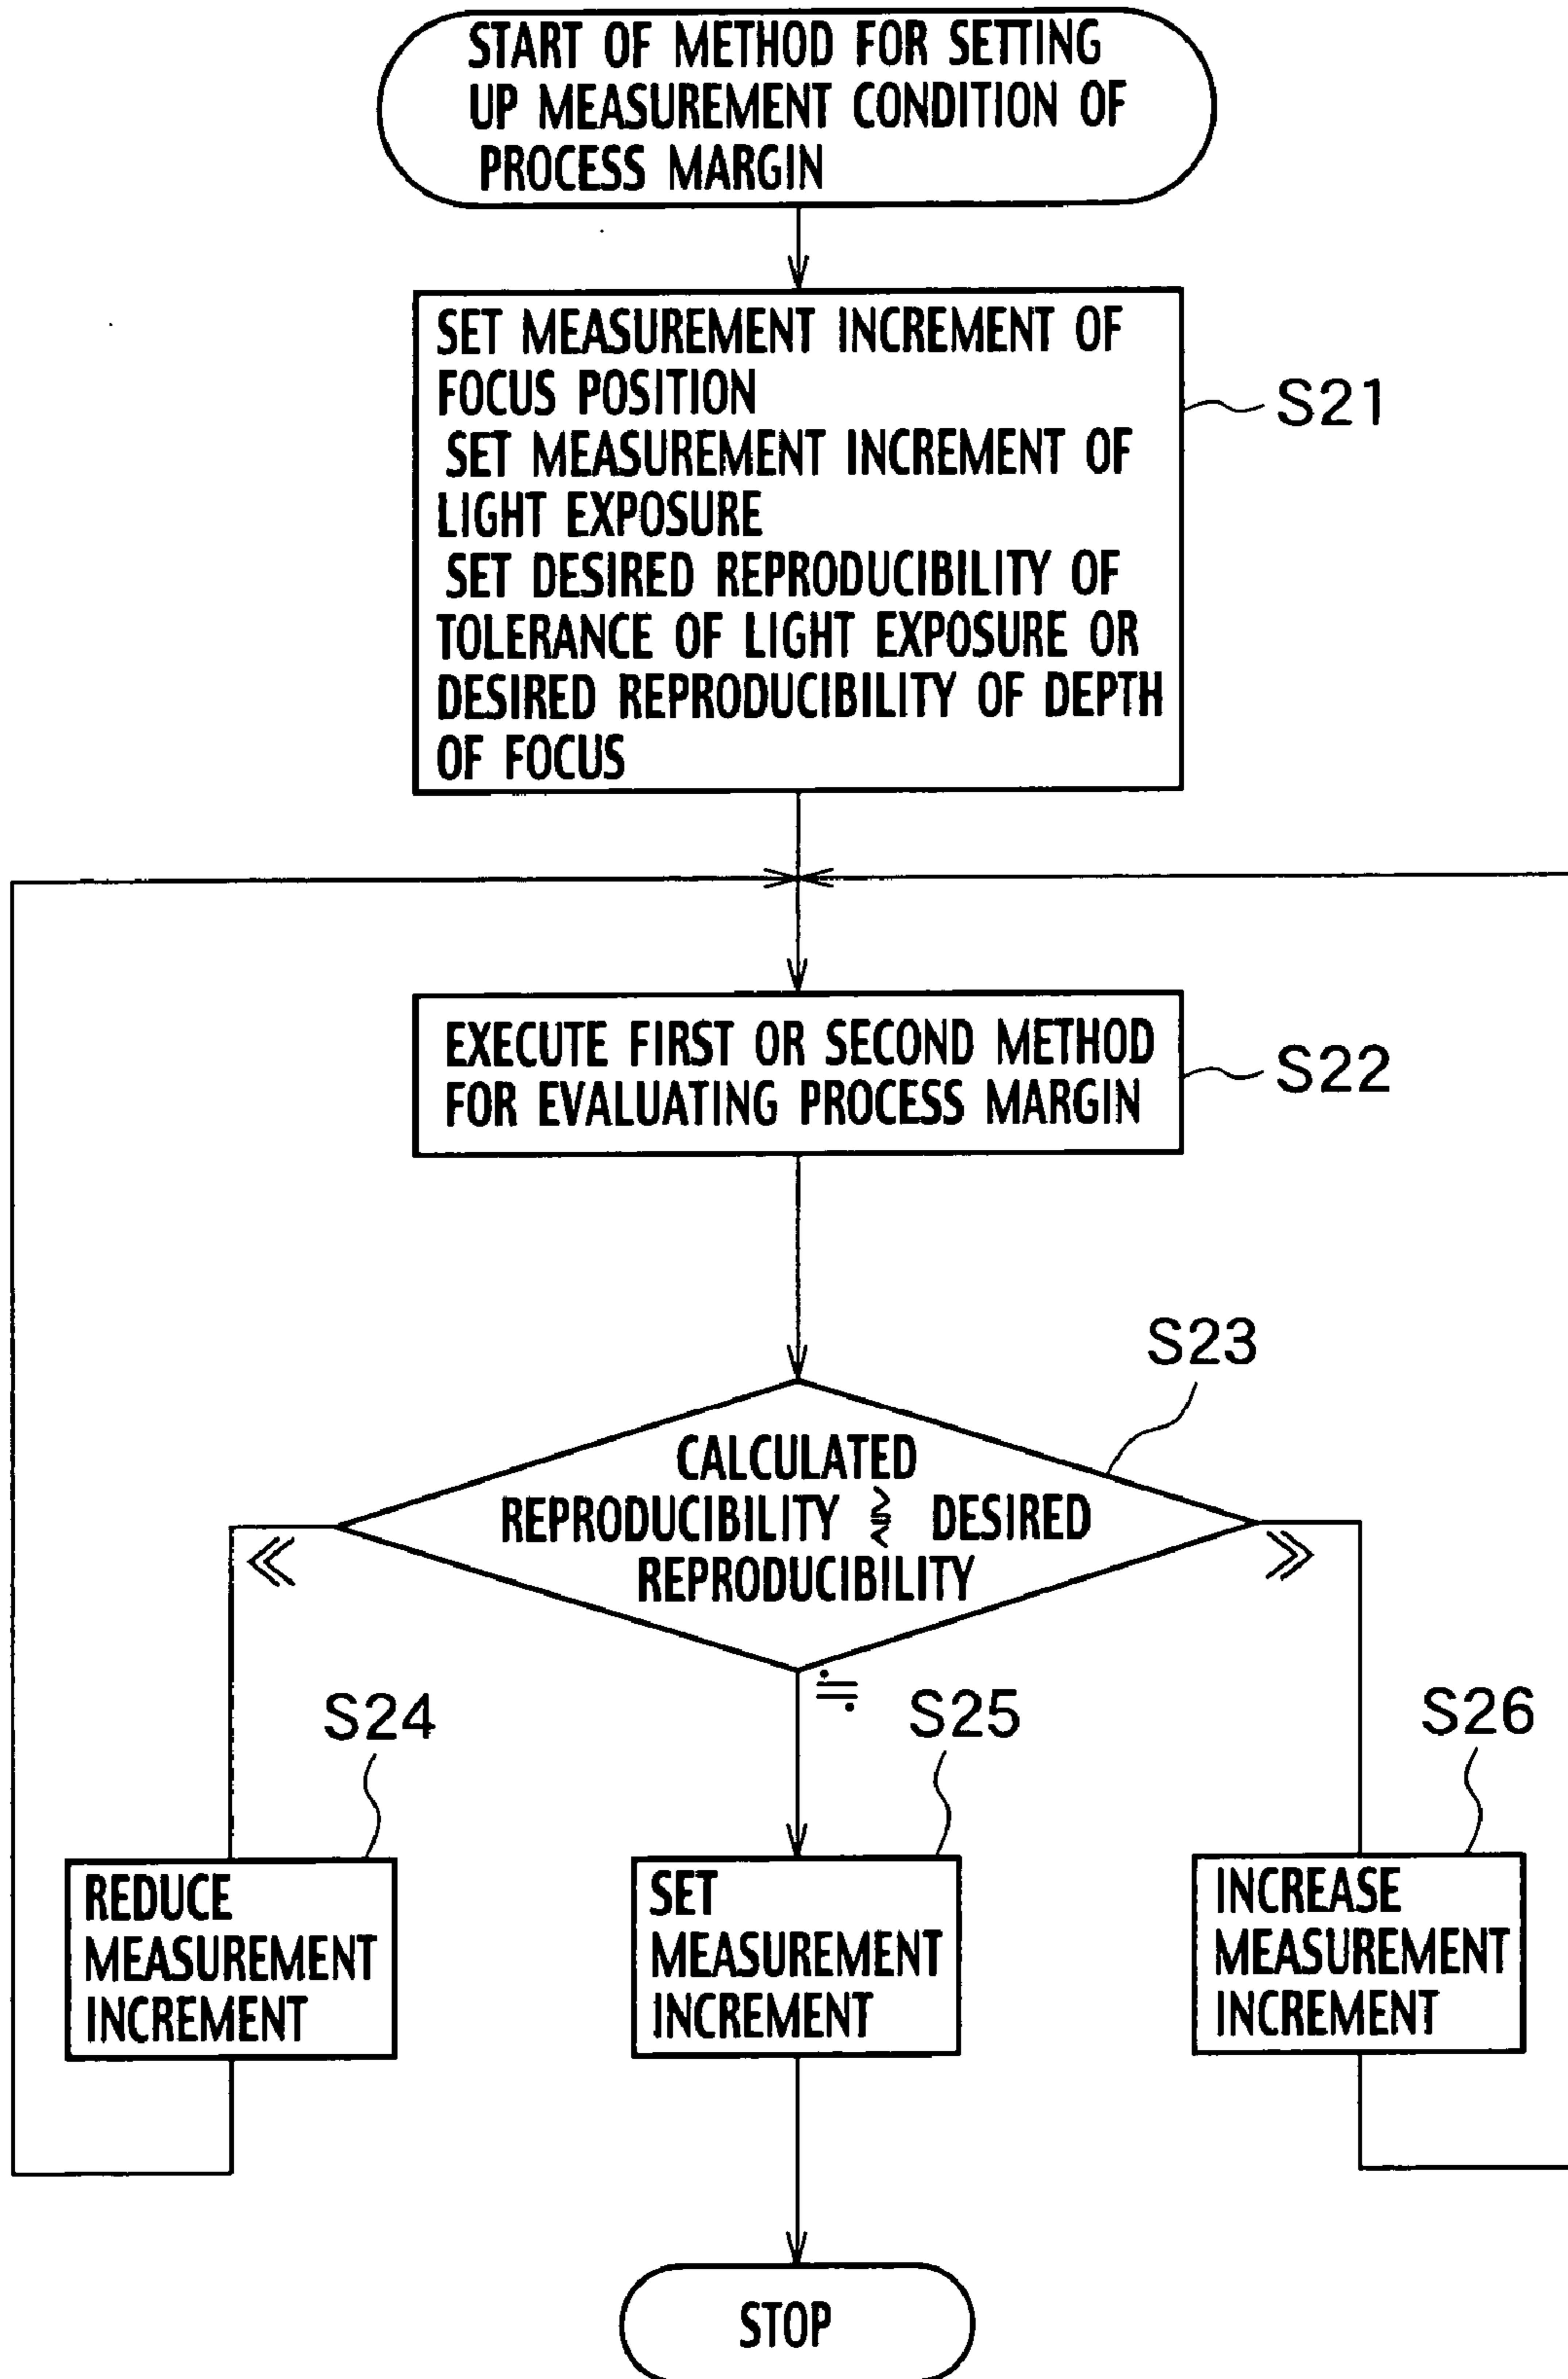 START OF METHOD FOR SETTING
UP MEASUREMENT CONDITION OF
PROCESS MARGIN
SET MEASUREMENT INCREMENT OF
FOCUS POSITION
SET MEASUREMENT INCREMENT OF
LIGHT EXPOSURE
SET DESIRED REPRODUCIBILITY OF
TOLERANCE OF LIGHT EXPOSURE OR
DESIRED REPRODUCIBILITY OF DEPTH
OF FOCUS
S21
EXECUTE FIRST OR SECOND METHOD
FOR EVALUATING PROCESS MARGIN
S22
S23
CALCULATED
REPRODUCIBILITY DESIRED
REPRODUCIBILITY
≪
≫
≒
S24
S25
S26
REDUCE
MEASUREMENT
INCREMENT
SET
MEASUREMENT
INCREMENT
INCREASE
MEASUREMENT
INCREMENT
STOP